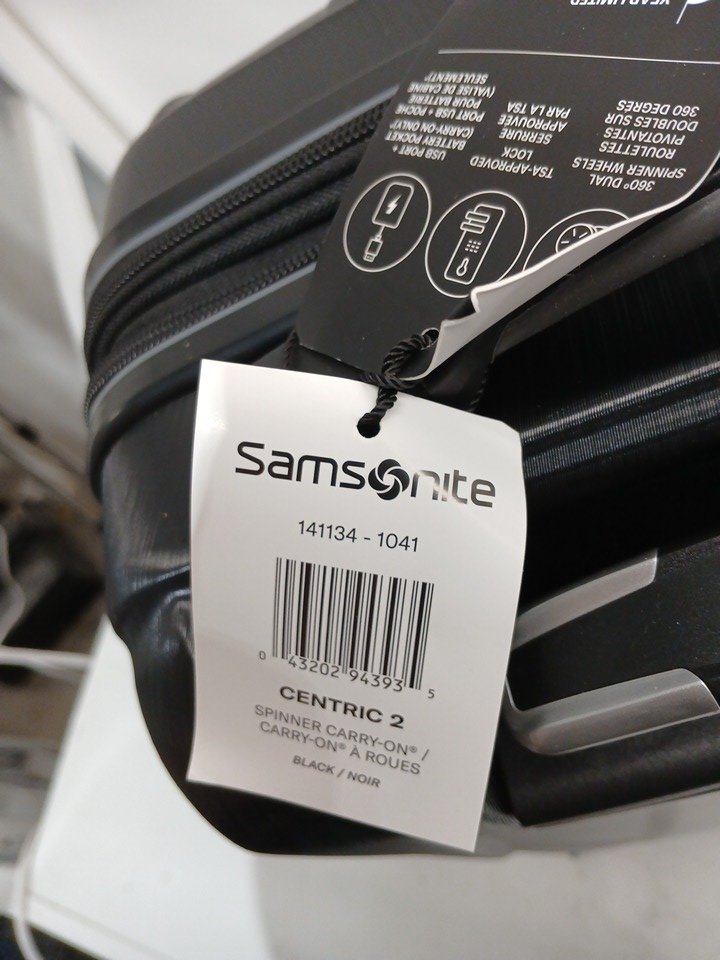 YEAR LIMITED
360° DUAL
SPINNER WHEELS
ROULETTES
PIVOTANTES
DOUBLES SUR
360 DEGRÉS
TSA-APPROVED
LOCK
SERRURE
APPROUVÉE
PAR LA TSA
USB PORT +
BATTERY POCKET
(CARRY-ON ONLY)*
PORT USB + POCHE
POUR BATTERIE
(VALISE DE CABINE
SEULEMENT)*
Samsonite
141134 - 1041
0 43202 94393 5
CENTRIC 2
SPINNER CARRY-ON® /
CARRY-ON® À ROUES
BLACK / NOIR